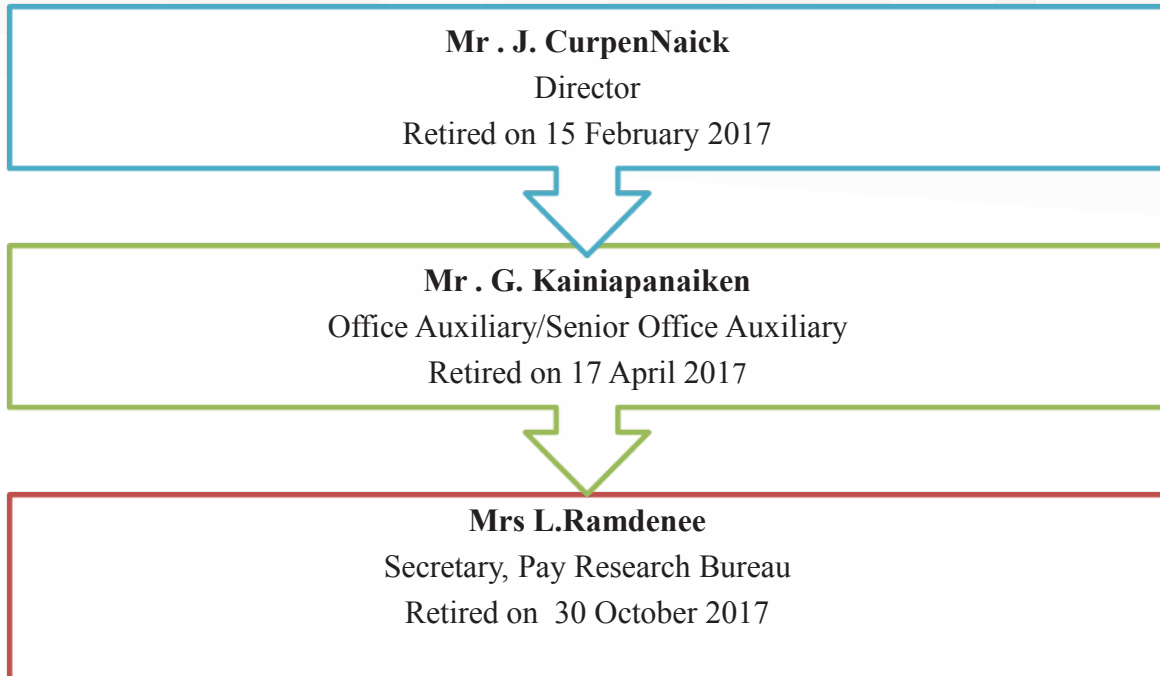 Mr . J. CurpenNaick
Director
Retired on 15 February 2017
Mr . G. Kainiapanaiken
Office Auxiliary/Senior Office Auxiliary
Retired on 17 April 2017
Mrs L.Ramdenee
Secretary, Pay Research Bureau
Retired on  30 October 2017